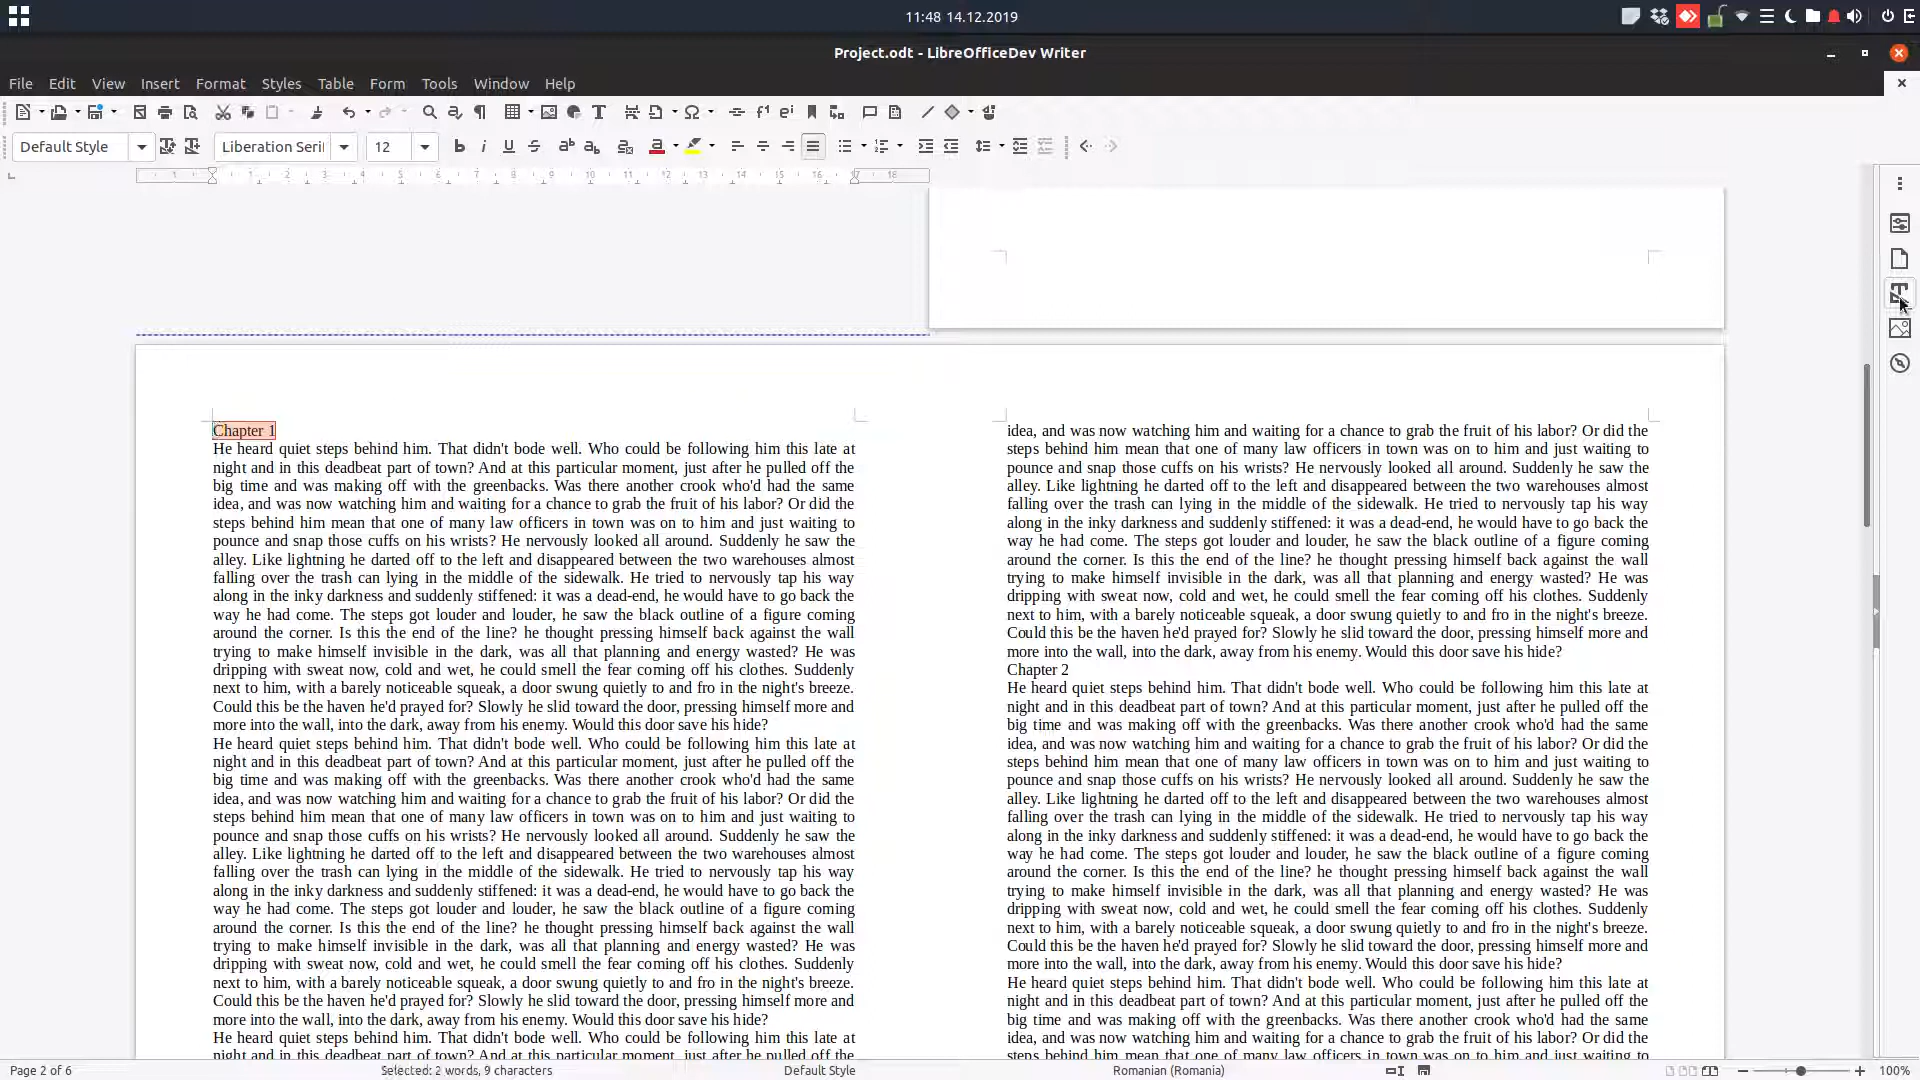 11:48 14.12.2019
Project.odt - LibreOfficeDev Writer
File Edit View Insert Format Styles Table Form Tools Window Help
Default Style Liberation Seri 12
1 1 2 3 4 5 6 7 8 9 10 11 12 13 14 15 16 17 18
Chapter 1
He heard quiet steps behind him. That didn't bode well. Who could be following him this late at
night and in this deadbeat part of town? And at this particular moment, just after he pulled off the
big time and was making off with the greenbacks. Was there another crook who'd had the same
idea, and was now watching him and waiting for a chance to grab the fruit of his labor? Or did the
steps behind him mean that one of many law officers in town was on to him and just waiting to
pounce and snap those cuffs on his wrists? He nervously looked all around. Suddenly he saw the
alley. Like lightning he darted off to the left and disappeared between the two warehouses almost
falling over the trash can lying in the middle of the sidewalk. He tried to nervously tap his way
along in the inky darkness and suddenly stiffened: it was a dead-end, he would have to go back the
way he had come. The steps got louder and louder, he saw the black outline of a figure coming
around the corner. Is this the end of the line? he thought pressing himself back against the wall
trying to make himself invisible in the dark, was all that planning and energy wasted? He was
dripping with sweat now, cold and wet, he could smell the fear coming off his clothes. Suddenly
next to him, with a barely noticeable squeak, a door swung quietly to and fro in the night's breeze.
Could this be the haven he'd prayed for? Slowly he slid toward the door, pressing himself more and
more into the wall, into the dark, away from his enemy. Would this door save his hide?
He heard quiet steps behind him. That didn't bode well. Who could be following him this late at
night and in this deadbeat part of town? And at this particular moment, just after he pulled off the
big time and was making off with the greenbacks. Was there another crook who'd had the same
idea, and was now watching him and waiting for a chance to grab the fruit of his labor? Or did the
steps behind him mean that one of many law officers in town was on to him and just waiting to
pounce and snap those cuffs on his wrists? He nervously looked all around. Suddenly he saw the
alley. Like lightning he darted off to the left and disappeared between the two warehouses almost
falling over the trash can lying in the middle of the sidewalk. He tried to nervously tap his way
along in the inky darkness and suddenly stiffened: it was a dead-end, he would have to go back the
way he had come. The steps got louder and louder, he saw the black outline of a figure coming
around the corner. Is this the end of the line? he thought pressing himself back against the wall
trying to make himself invisible in the dark, was all that planning and energy wasted? He was
dripping with sweat now, cold and wet, he could smell the fear coming off his clothes. Suddenly
next to him, with a barely noticeable squeak, a door swung quietly to and fro in the night's breeze.
Could this be the haven he'd prayed for? Slowly he slid toward the door, pressing himself more and
more into the wall, into the dark, away from his enemy. Would this door save his hide?
He heard quiet steps behind him. That didn't bode well. Who could be following him this late at
night and in this deadbeat part of town? And at this particular moment, just after he pulled off the
idea, and was now watching him and waiting for a chance to grab the fruit of his labor? Or did the
steps behind him mean that one of many law officers in town was on to him and just waiting to
pounce and snap those cuffs on his wrists? He nervously looked all around. Suddenly he saw the
alley. Like lightning he darted off to the left and disappeared between the two warehouses almost
falling over the trash can lying in the middle of the sidewalk. He tried to nervously tap his way
along in the inky darkness and suddenly stiffened: it was a dead-end, he would have to go back the
way he had come. The steps got louder and louder, he saw the black outline of a figure coming
around the corner. Is this the end of the line? he thought pressing himself back against the wall
trying to make himself invisible in the dark, was all that planning and energy wasted? He was
dripping with sweat now, cold and wet, he could smell the fear coming off his clothes. Suddenly
next to him, with a barely noticeable squeak, a door swung quietly to and fro in the night's breeze.
Could this be the haven he'd prayed for? Slowly he slid toward the door, pressing himself more and
more into the wall, into the dark, away from his enemy. Would this door save his hide?
Chapter 2
He heard quiet steps behind him. That didn't bode well. Who could be following him this late at
night and in this deadbeat part of town? And at this particular moment, just after he pulled off the
big time and was making off with the greenbacks. Was there another crook who'd had the same
idea, and was now watching him and waiting for a chance to grab the fruit of his labor? Or did the
steps behind him mean that one of many law officers in town was on to him and just waiting to
pounce and snap those cuffs on his wrists? He nervously looked all around. Suddenly he saw the
alley. Like lightning he darted off to the left and disappeared between the two warehouses almost
falling over the trash can lying in the middle of the sidewalk. He tried to nervously tap his way
along in the inky darkness and suddenly stiffened: it was a dead-end, he would have to go back the
way he had come. The steps got louder and louder, he saw the black outline of a figure coming
around the corner. Is this the end of the line? he thought pressing himself back against the wall
trying to make himself invisible in the dark, was all that planning and energy wasted? He was
dripping with sweat now, cold and wet, he could smell the fear coming off his clothes. Suddenly
next to him, with a barely noticeable squeak, a door swung quietly to and fro in the night's breeze.
Could this be the haven he'd prayed for? Slowly he slid toward the door, pressing himself more and
more into the wall, into the dark, away from his enemy. Would this door save his hide?
He heard quiet steps behind him. That didn't bode well. Who could be following him this late at
night and in this deadbeat part of town? And at this particular moment, just after he pulled off the
big time and was making off with the greenbacks. Was there another crook who'd had the same
idea, and was now watching him and waiting for a chance to grab the fruit of his labor? Or did the
steps behind him mean that one of many law officers in town was on to him and just waiting to
Page 2 of 6 Selected: 2 words, 9 characters Default Style Romanian (Romania) 100%